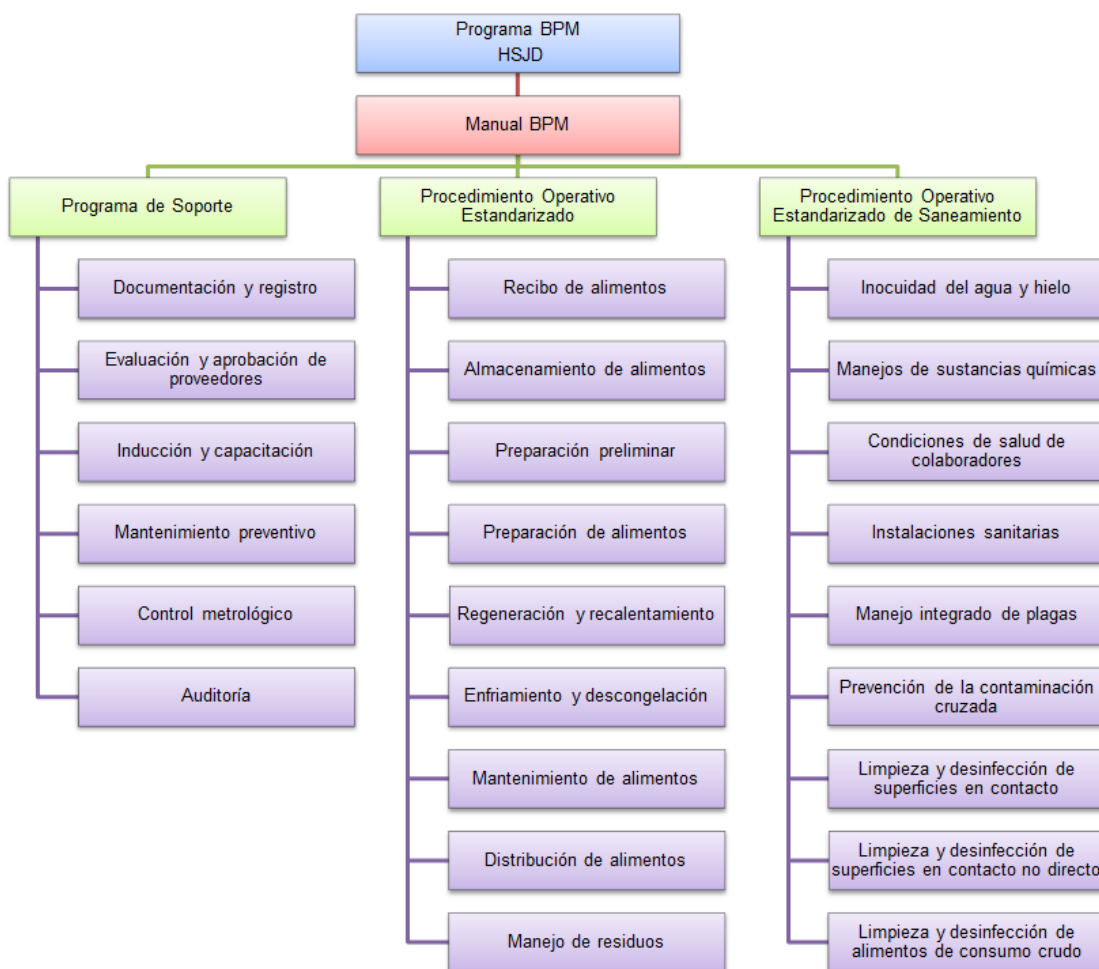 Programa BPM
HSJD
Manual BPM
Programa de Soporte
Documentación y registro
Evaluación y aprobación de
proveedores
Inducción y capacitación
Mantenimiento preventivo
Control metrológico
Auditoría
Procedimiento Operativo
Estandarizado
Recibo de alimentos
Almacenamiento de alimentos
Preparación preliminar
Preparación de alimentos
Regeneración y recalentamiento
Enfriamiento y descongelación
Mantenimiento de alimentos
Distribución de alimentos
Manejo de residuos
Procedimiento Operativo
Estandarizado de Saneamiento
Inocuidad del agua y hielo
Manejos de sustancias químicas
Condiciones de salud de
colaboradores
Instalaciones sanitarias
Manejo integrado de plagas
Prevención de la contaminación
cruzada
Limpieza y desinfección de
superficies en contacto
Limpieza y desinfección de
superficies en contacto no directo
Limpieza y desinfección de
alimentos de consumo crudo